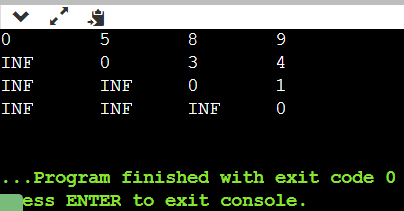 0 5 8 9
INF 0 3 4
INF INF 0 1
INF INF INF 0
...Program finished with exit code 0
ess ENTER to exit console.